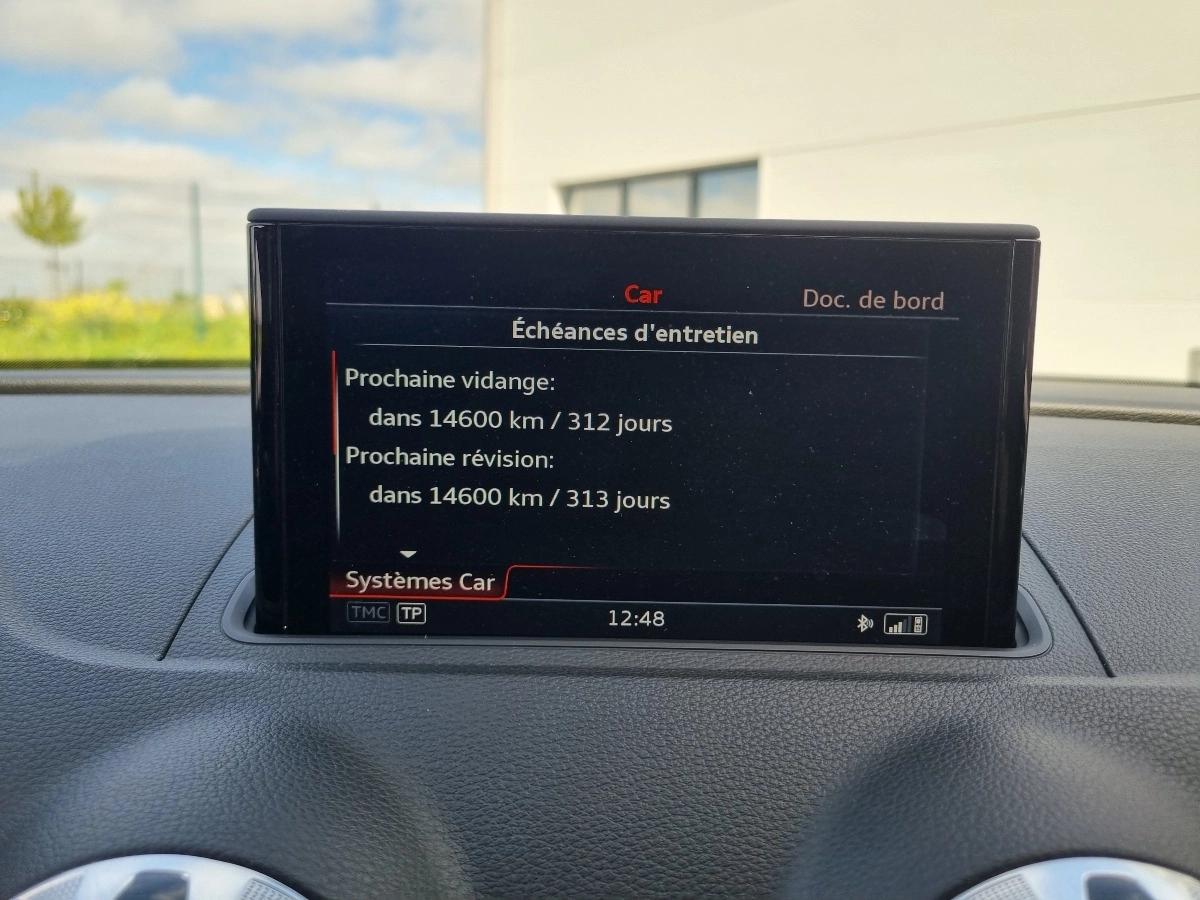 Car
Doc. de bord
Échéances d'entretien
Prochaine vidange:
dans 14600 km / 312 jours
Prochaine révision:
dans 14600 km / 313 jours
Systèmes Car
TMC TP 12:48